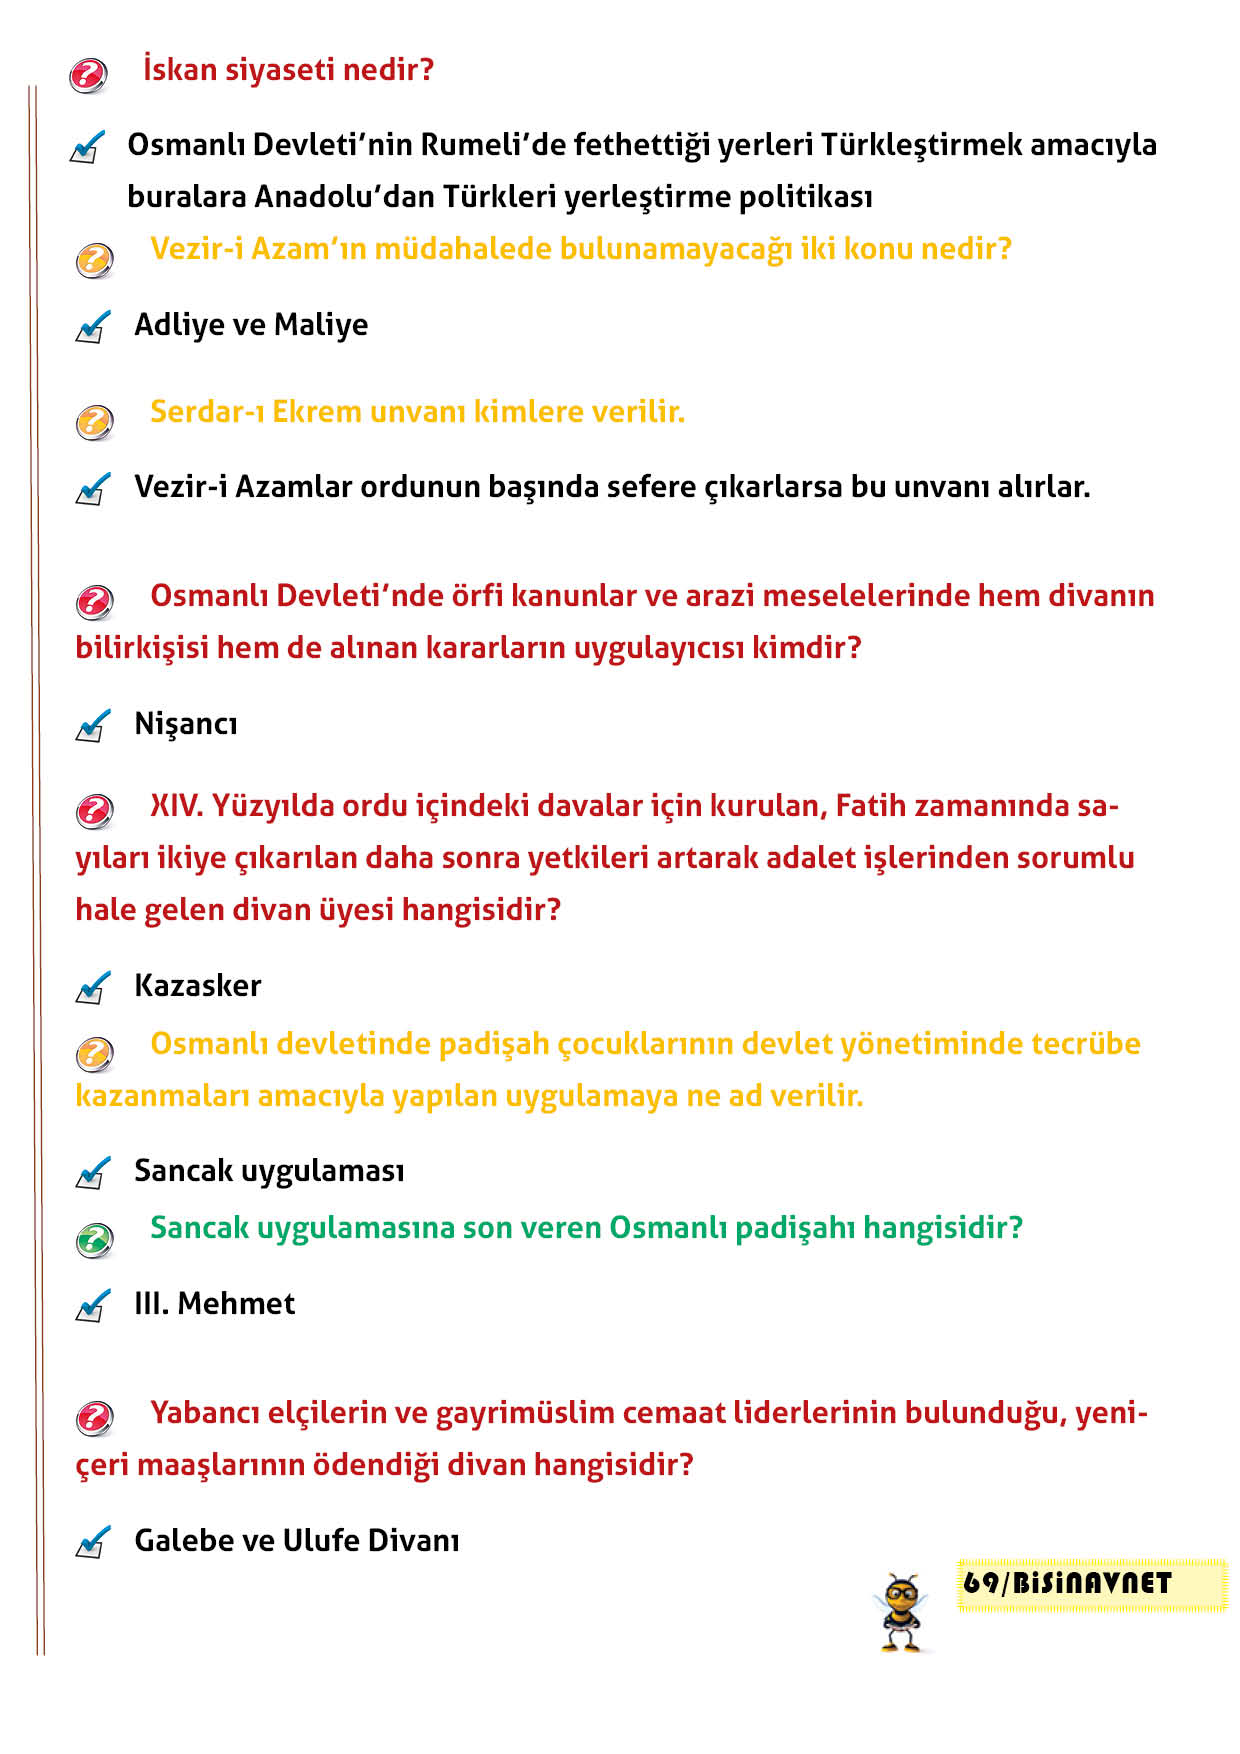 İskan siyaseti nedir?
Osmanlı Devleti’nin Rumeli’de fethettiği yerleri Türkleştirmek amacıyla
buralara Anadolu’dan Türkleri yerleştirme politikası
Vezir-i Azam’ın müdahalede bulunamayacağı iki konu nedir?
Adliye ve Maliye
Serdar-ı Ekrem unvanı kimlere verilir.
Vezir-i Azamlar ordunun başında sefere çıkarlarsa bu unvanı alırlar.
Osmanlı Devleti’nde örfi kanunlar ve arazi meselelerinde hem divanın
bilirkişisi hem de alınan kararların uygulayıcısı kimdir?
Nişancı
XIV. Yüzyılda ordu içindeki davalar için kurulan, Fatih zamanında sa-
yıları ikiye çıkarılan daha sonra yetkileri artarak adalet işlerinden sorumlu
hale gelen divan üyesi hangisidir?
Kazasker
Osmanlı devletinde padişah çocuklarının devlet yönetiminde tecrübe
kazanmaları amacıyla yapılan uygulamaya ne ad verilir.
Sancak uygulaması
Sancak uygulamasına son veren Osmanlı padişahı hangisidir?
III. Mehmet
Yabancı elçilerin ve gayrimüslim cemaat liderlerinin bulunduğu, yeni-
çeri maaşlarının ödendiği divan hangisidir?
Galebe ve Ulufe Divanı
69/BiSiNAVNET